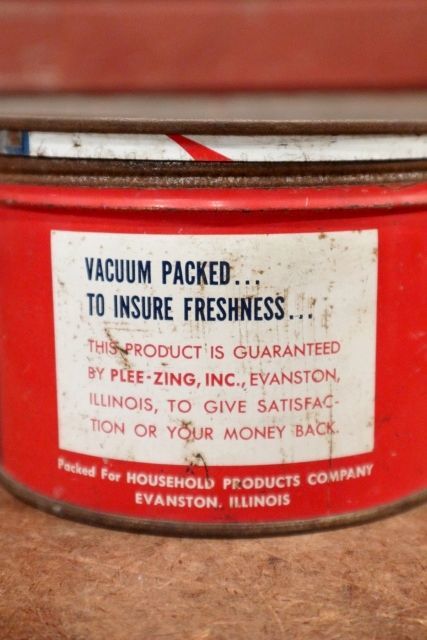 VACUUM PACKED...
TO INSURE FRESHNESS...
THIS PRODUCT IS GUARANTEED
BY PLEE-ZING, INC., EVANSTON,
ILLINOIS, TO GIVE SATISFAC-
TION OR YOUR MONEY BACK.
Packed For HOUSEHOLD PRODUCTS COMPANY
EVANSTON, ILLINOIS